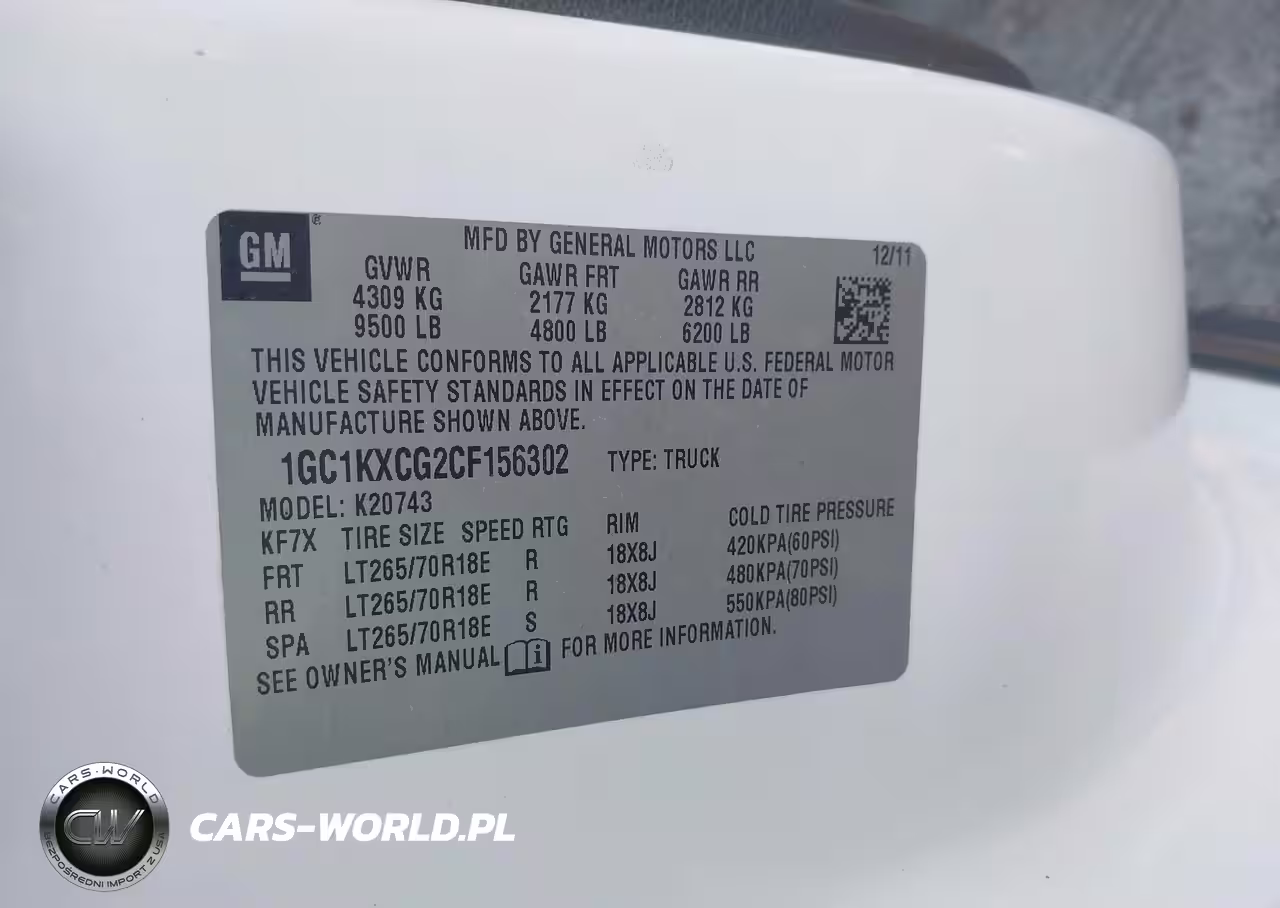 GM ®
MFD BY GENERAL MOTORS LLC 12/11
GVWR GAWR FRT GAWR RR
4309 KG 2177 KG 2812 KG
9500 LB 4800 LB 6200 LB
THIS VEHICLE CONFORMS TO ALL APPLICABLE U.S. FEDERAL MOTOR
VEHICLE SAFETY STANDARDS IN EFFECT ON THE DATE OF
MANUFACTURE SHOWN ABOVE.
1GC1KXCG2CF156302 TYPE: TRUCK
MODEL: K20743
KF7X TIRE SIZE SPEED RTG RIM COLD TIRE PRESSURE
FRT LT265/70R18E R 18X8J 420KPA(60PSI)
RR LT265/70R18E R 18X8J 480KPA(70PSI)
SPA LT265/70R18E S 18X8J 550KPA(80PSI)
SEE OWNER'S MANUAL i FOR MORE INFORMATION.
CARS-WORLD
CW
BEZPOŚREDNI IMPORT Z USA
CARS-WORLD.PL